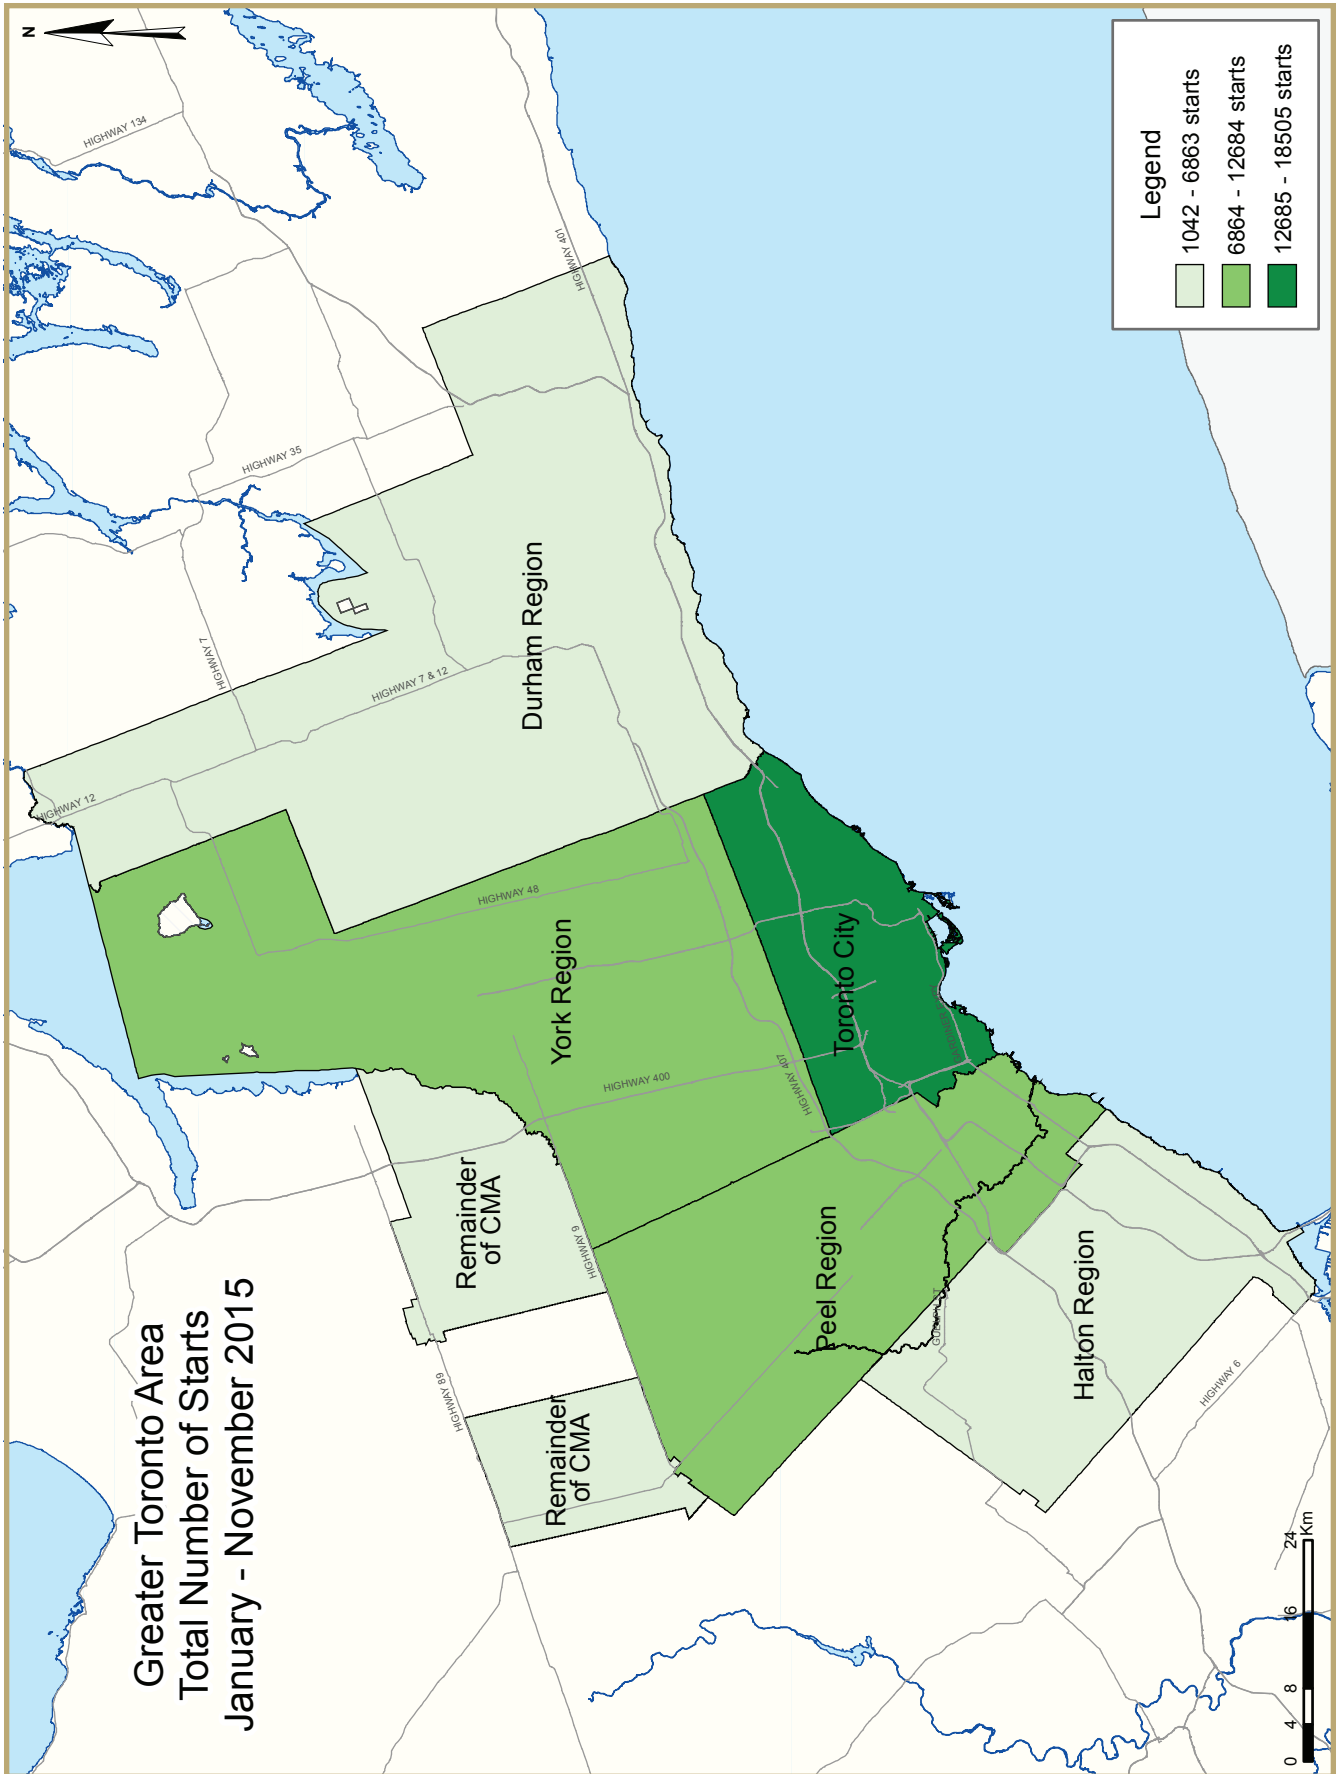 Greater Toronto Area
Total Number of Starts
January - November 2015
N
HIGHWAY 134
HIGHWAY 401
HIGHWAY 35
HIGHWAY 7
HIGHWAY 7 & 12
HIGHWAY 12
Durham Region
HIGHWAY 48
York Region
HIGHWAY 400
HIGHWAY 407
Toronto City
Remainder
of CMA
HIGHWAY 9
HIGHWAY 89
Remainder
of CMA
Peel Region
Halton Region
HIGHWAY 6
Legend
1042 - 6863 starts
6864 - 12684 starts
12685 - 18505 starts
0 4 8 16 24
Km